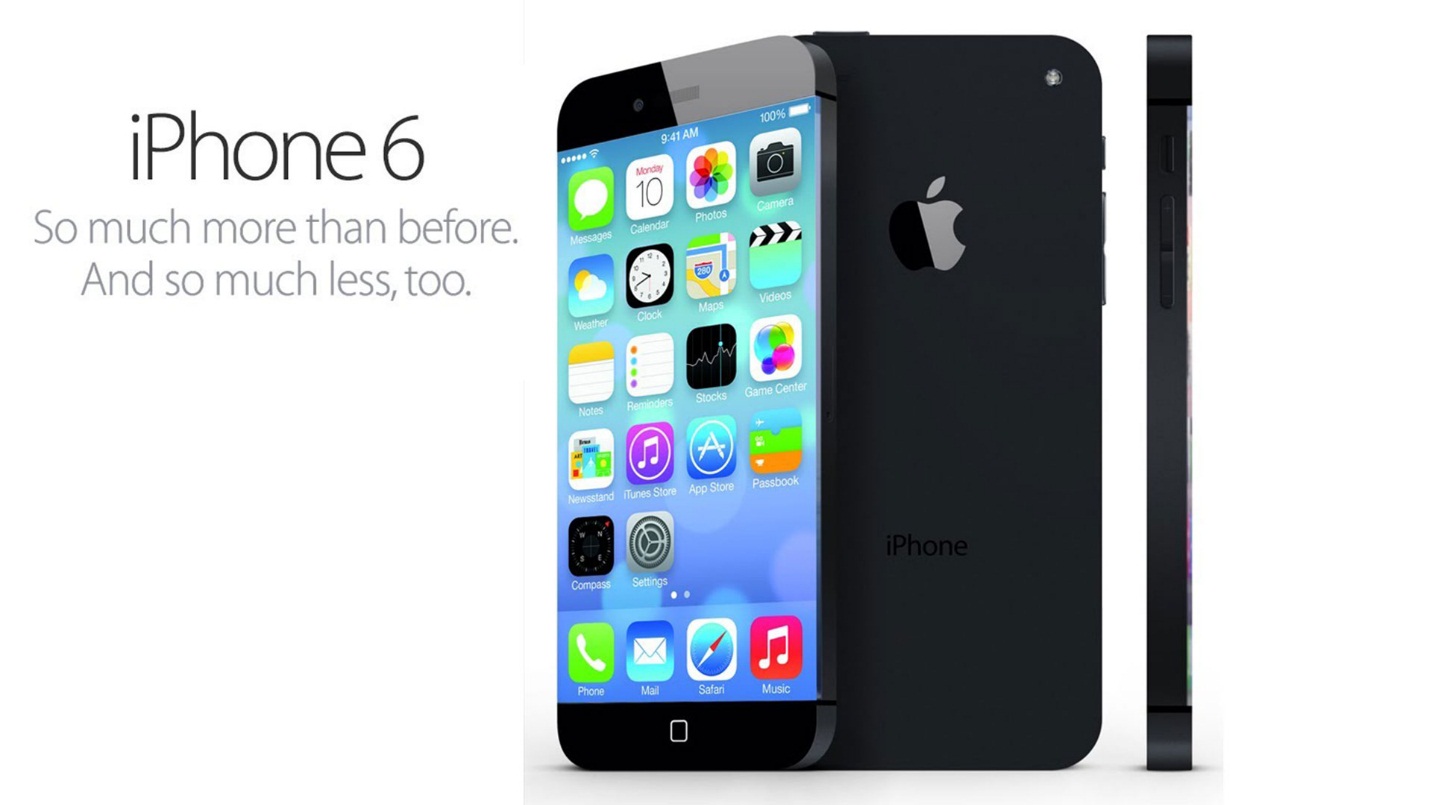 iPhone 6
So much more than before.
And so much less, too.
9:41 AM
100%
Messages
Monday
10
Calendar
Photos
Camera
Weather
Clock
280
Maps
Videos
Notes
Reminders
Stocks
Game Center
Newsstand
iTunes Store
App Store
Passbook
Compass
Settings
Phone
Mail
Safari
Music
iPhone